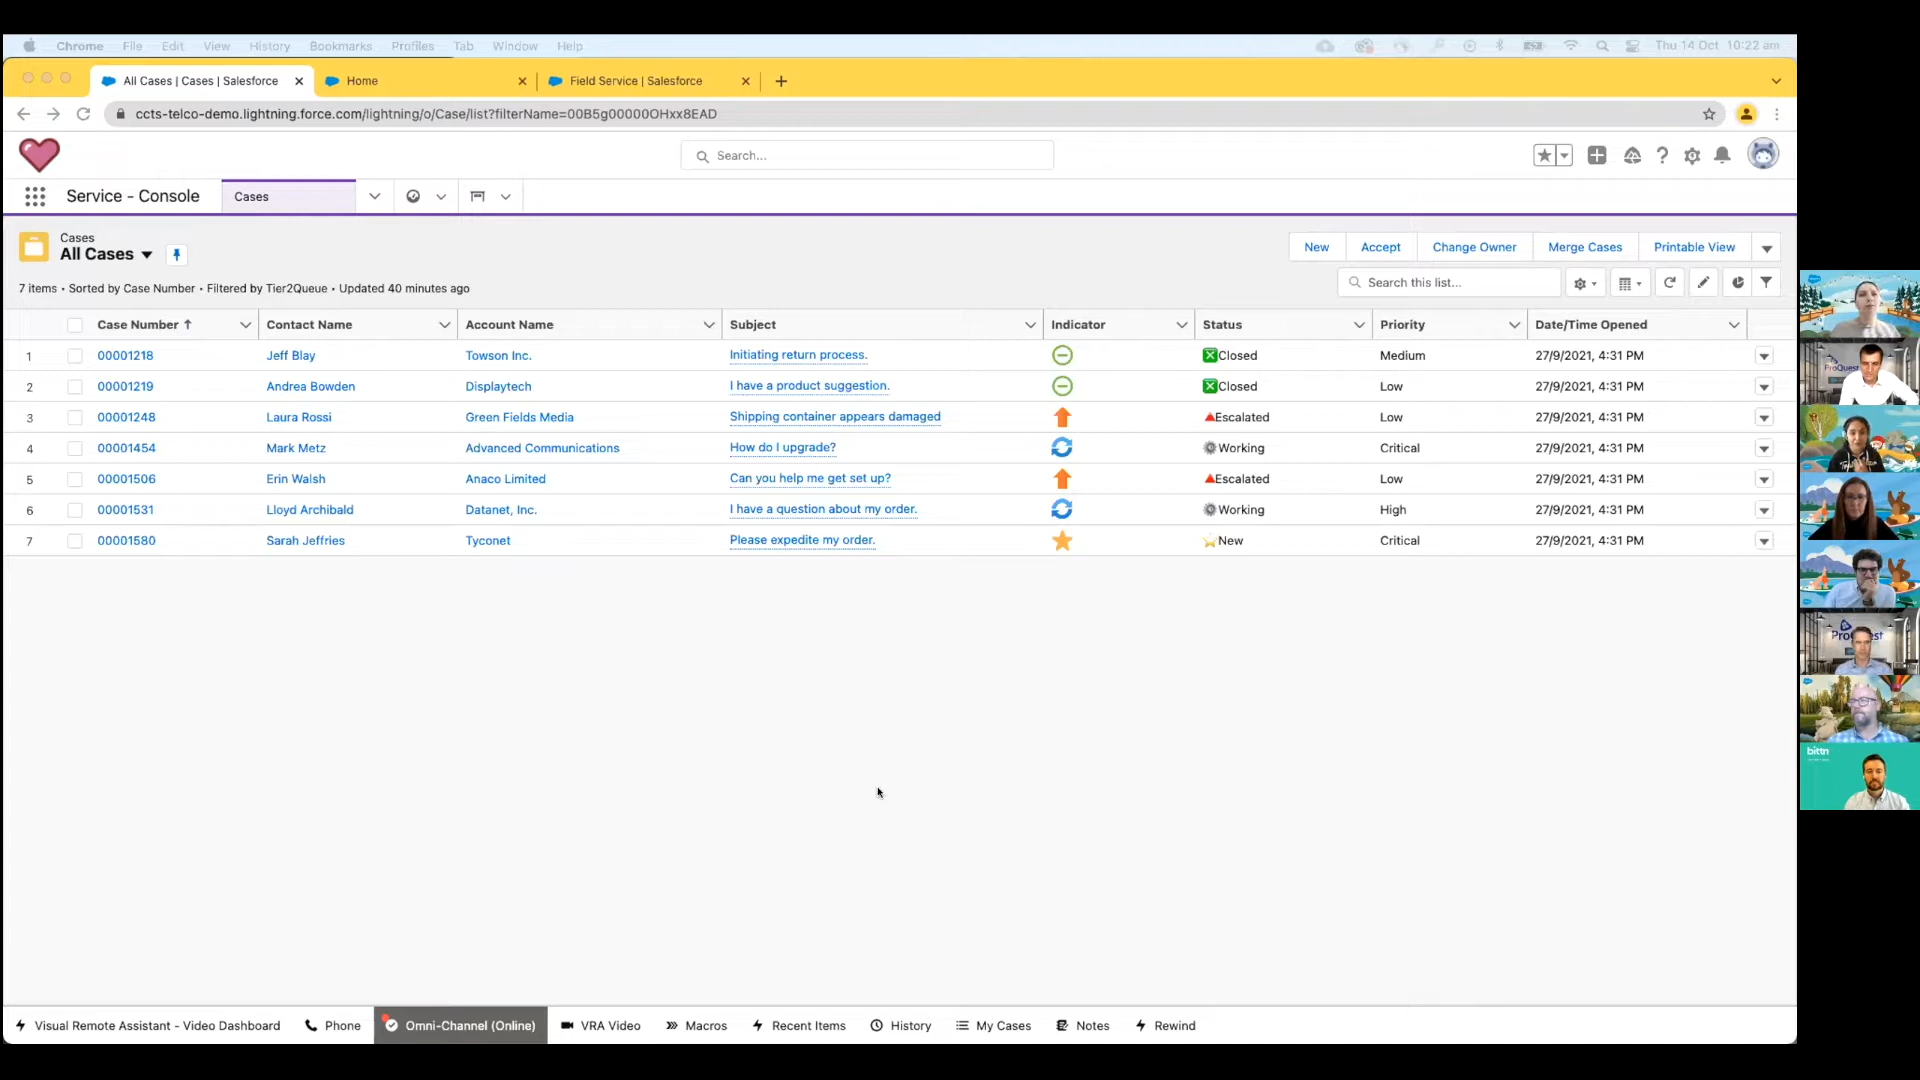 Chrome File Edit View History Bookmarks Profiles Tab Window Help Thu 14 Oct 10:22 am
All Cases | Cases | Salesforce Home Field Service | Salesforce
ccts-telco-demo.lightning.force.com/lightning/o/Case/list?filterName=00B5g00000OHxx8EAD
Search...
Service - Console Cases
Cases
All Cases
New Accept Change Owner Merge Cases Printable View
7 items • Sorted by Case Number • Filtered by Tier2Queue • Updated 40 minutes ago
Search this list...
Case Number Contact Name Account Name Subject Indicator Status Priority Date/Time Opened
1 00001218 Jeff Blay Towson Inc. Initiating return process. Closed Medium 27/9/2021, 4:31 PM
2 00001219 Andrea Bowden Displaytech I have a product suggestion. Closed Low 27/9/2021, 4:31 PM
3 00001248 Laura Rossi Green Fields Media Shipping container appears damaged Escalated Low 27/9/2021, 4:31 PM
4 00001454 Mark Metz Advanced Communications How do I upgrade? Working Critical 27/9/2021, 4:31 PM
5 00001506 Erin Walsh Anaco Limited Can you help me get set up? Escalated Low 27/9/2021, 4:31 PM
6 00001531 Lloyd Archibald Datanet, Inc. I have a question about my order. Working High 27/9/2021, 4:31 PM
7 00001580 Sarah Jeffries Tyconet Please expedite my order. New Critical 27/9/2021, 4:31 PM
Visual Remote Assistant - Video Dashboard Phone Omni-Channel (Online) VRA Video Macros Recent Items History My Cases Notes Rewind
bittn